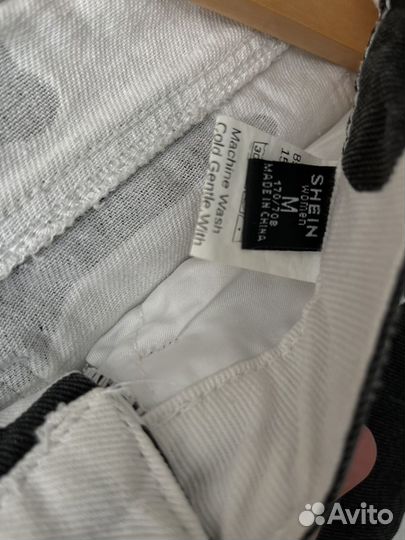 SHEIN
women
M
170/70B
MADE IN CHINA
Machine Wash
Cold Gentle With
Avito